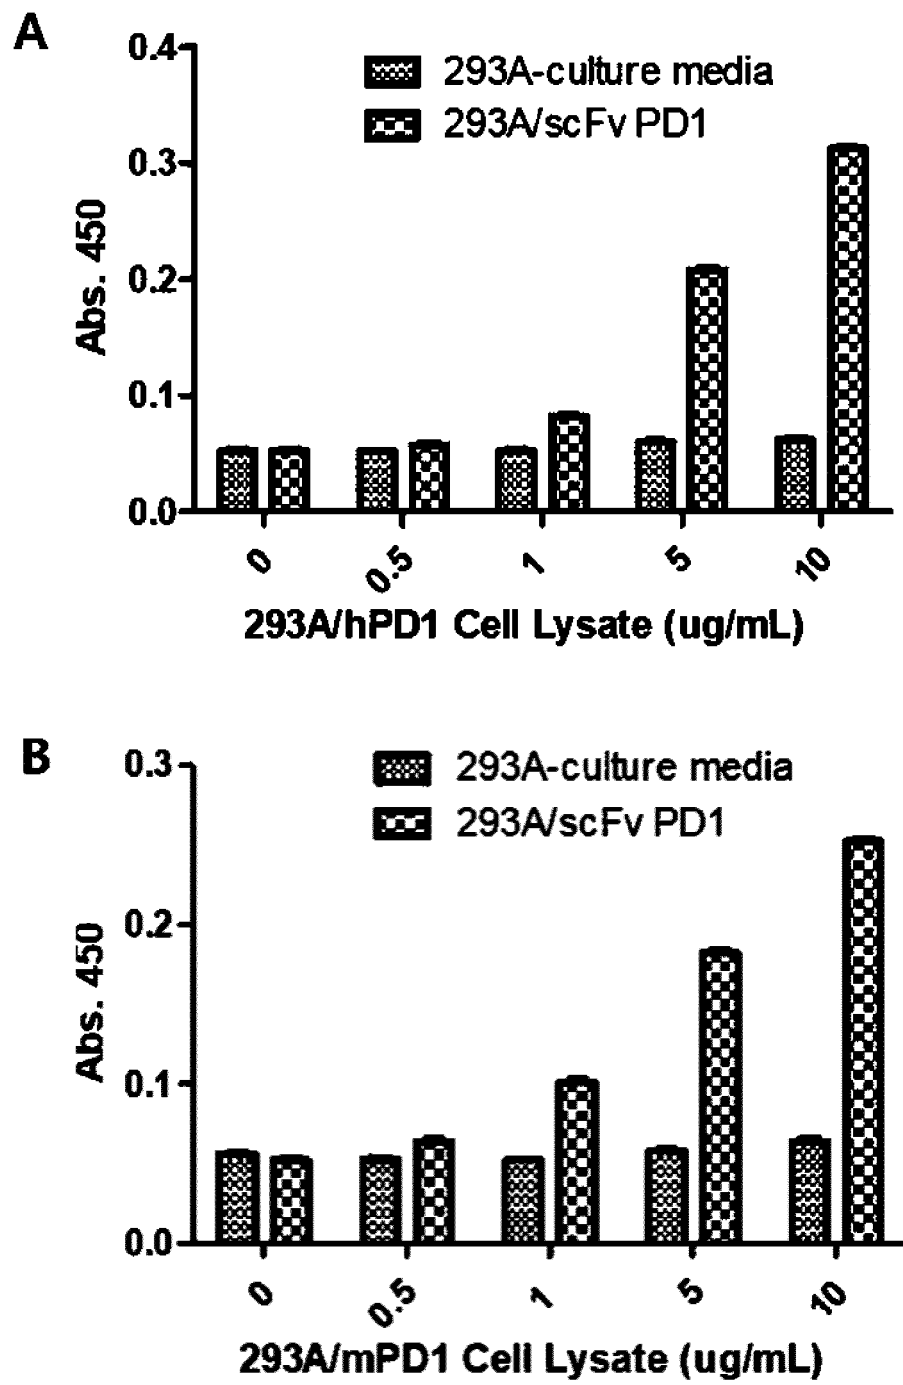 A
0.4
293A-culture media
293A/scFv PD1
0.3
Abs. 450
0.2
0.1
0.0
0
0.5
1
5
10
293A/hPD1 Cell Lysate (ug/mL)
B
0.3
293A-culture media
293A/scFv PD1
0.2
Abs. 450
0.1
0.0
0
0.5
1
5
10
293A/mPD1 Cell Lysate (ug/mL)